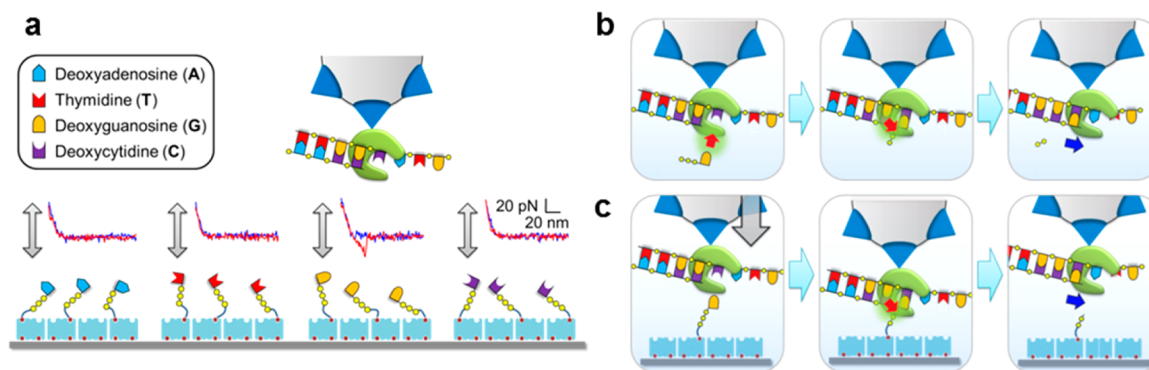 a
Deoxyadenosine (A)
Thymidine (T)
Deoxyguanosine (G)
Deoxycytidine (C)
20 pN
20 nm
b
c